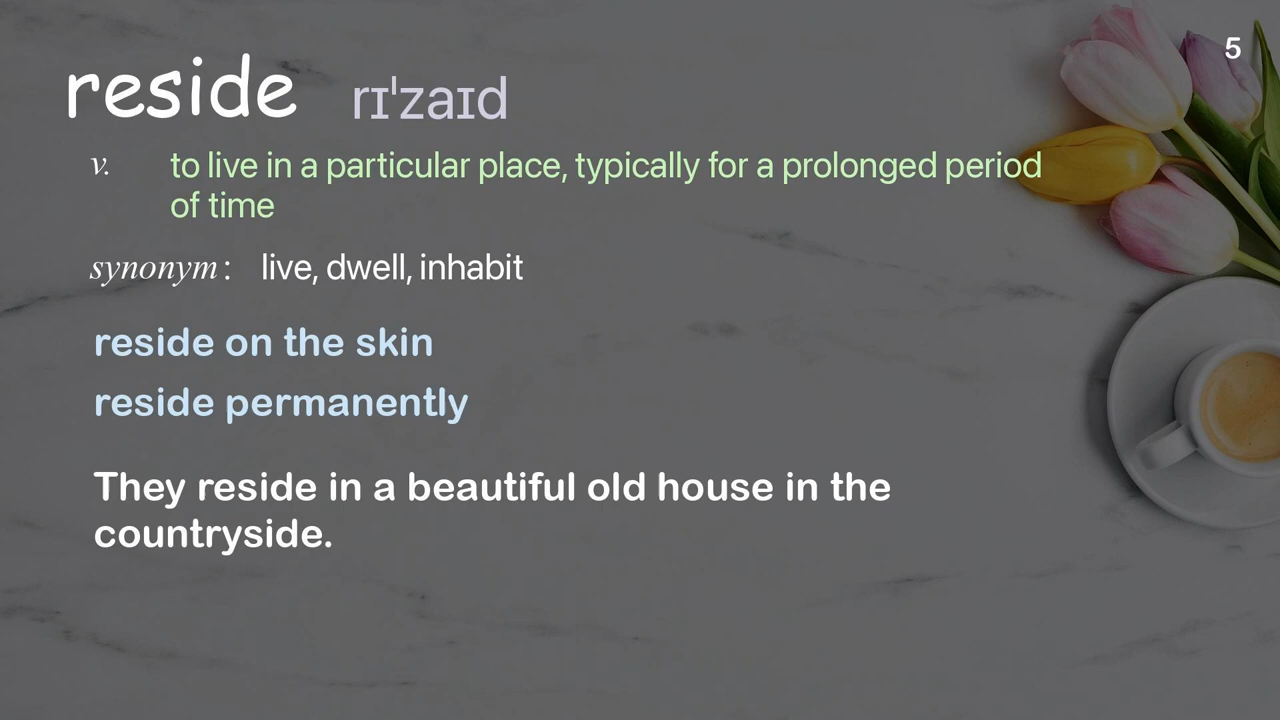 5
reside rɪˈzaɪd
v. to live in a particular place, typically for a prolonged period
of time
synonym: live, dwell, inhabit
reside on the skin
reside permanently
They reside in a beautiful old house in the
countryside.